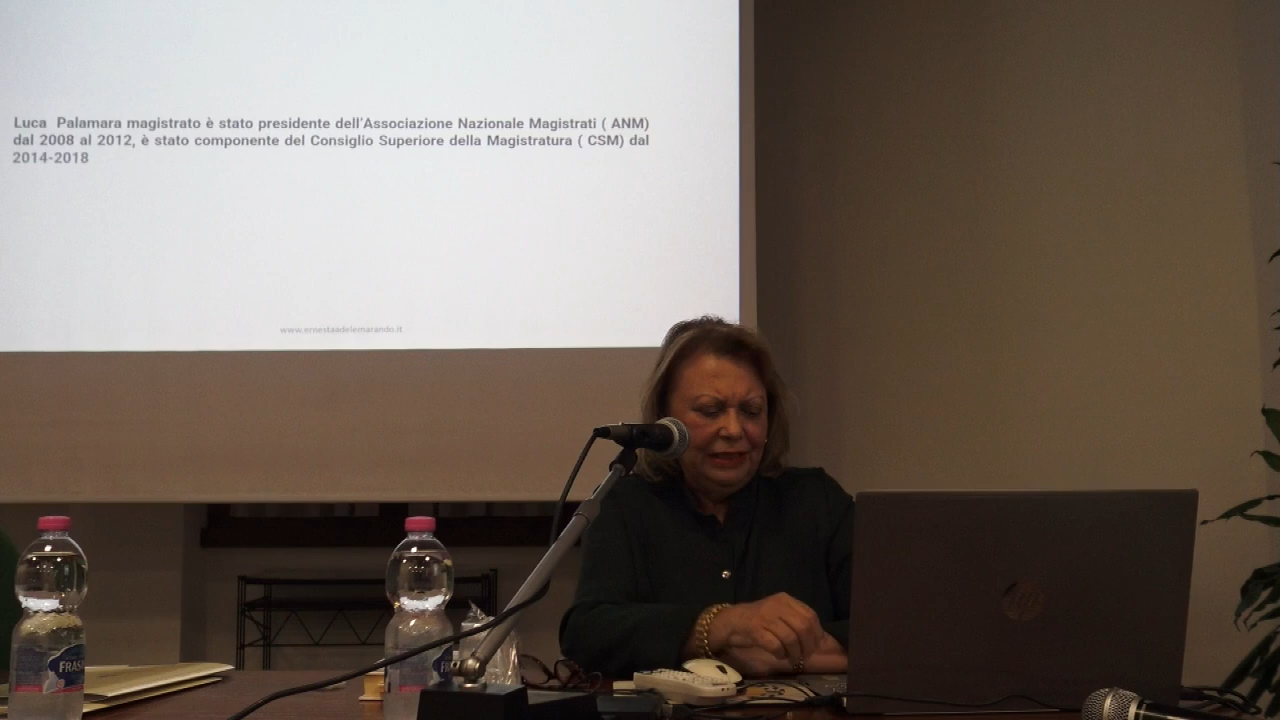 Luca Palamara magistrato è stato presidente dell'Associazione Nazionale Magistrati ( ANM)
dal 2008 al 2012, è stato componente del Consiglio Superiore della Magistratura ( CSM) dal
2014-2018
www.ernestaadelemarando.it
hp